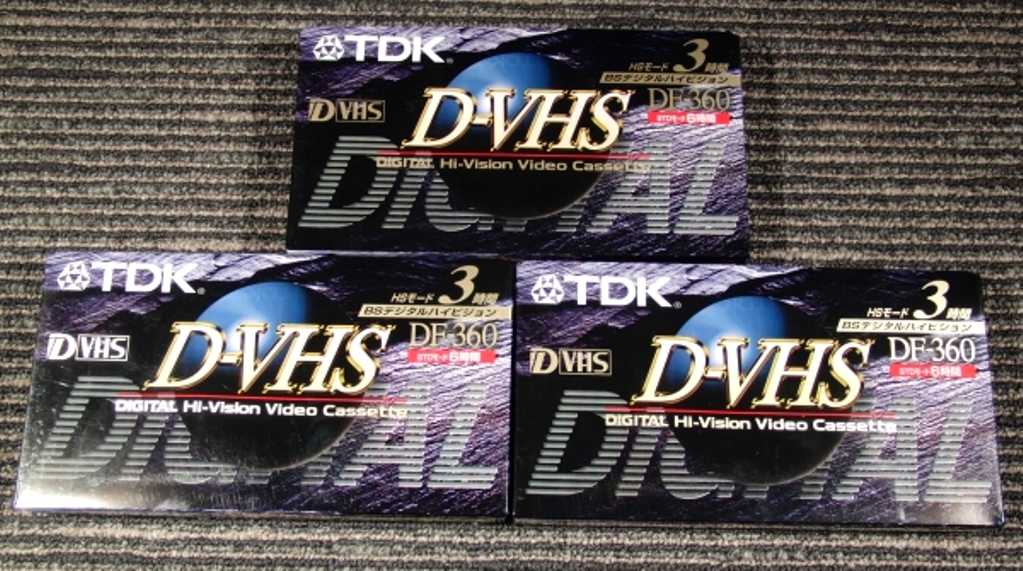 TDK
HSモード 3時間
BSデジタルハイビジョン
D VHS
D-VHS
DF-360
STDモード 6時間
DIGITAL Hi-Vision Video Cassette
DIGITAL
TDK
HSモード 3時間
BSデジタルハイビジョン
D VHS
D-VHS
DF-360
STDモード 6時間
DIGITAL Hi-Vision Video Cassette
DIGITAL
TDK
HSモード 3時間
BSデジタルハイビジョン
D VHS
D-VHS
DF-360
STDモード 6時間
DIGITAL Hi-Vision Video Cassette
DIGITAL